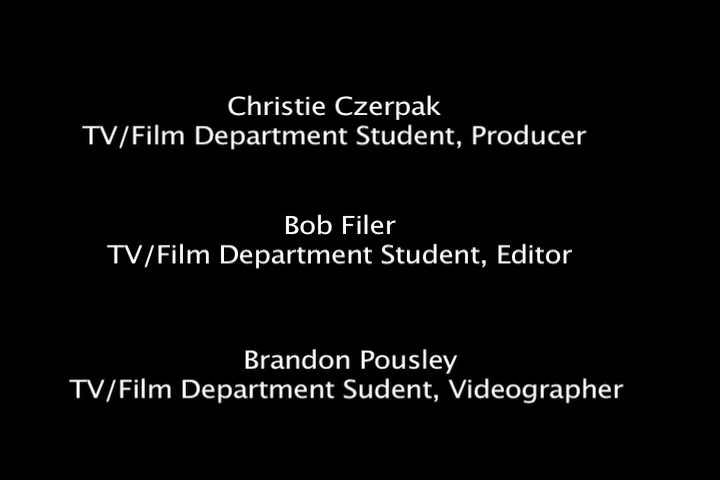 Christie Czerpak
TV/Film Department Student, Producer
Bob Filer
TV/Film Department Student, Editor
Brandon Pousley
TV/Film Department Sudent, Videographer